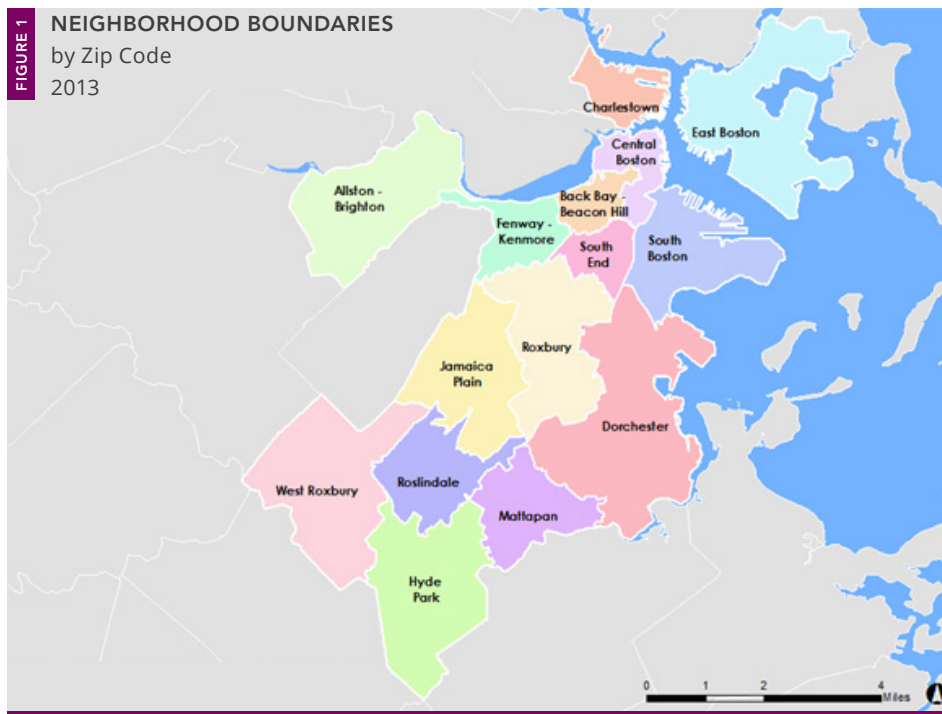 FIGURE 1
NEIGHBORHOOD BOUNDARIES
by Zip Code
2013
Charlestown
East Boston
Central
Boston
Allston -
Brighton
Back Bay -
Beacon Hill
Fenway -
Kenmore
South
End
South
Boston
Roxbury
Jamaica
Plain
Dorchester
West Roxbury
Roslindale
Mattapan
Hyde
Park
0 1 2 4
Miles